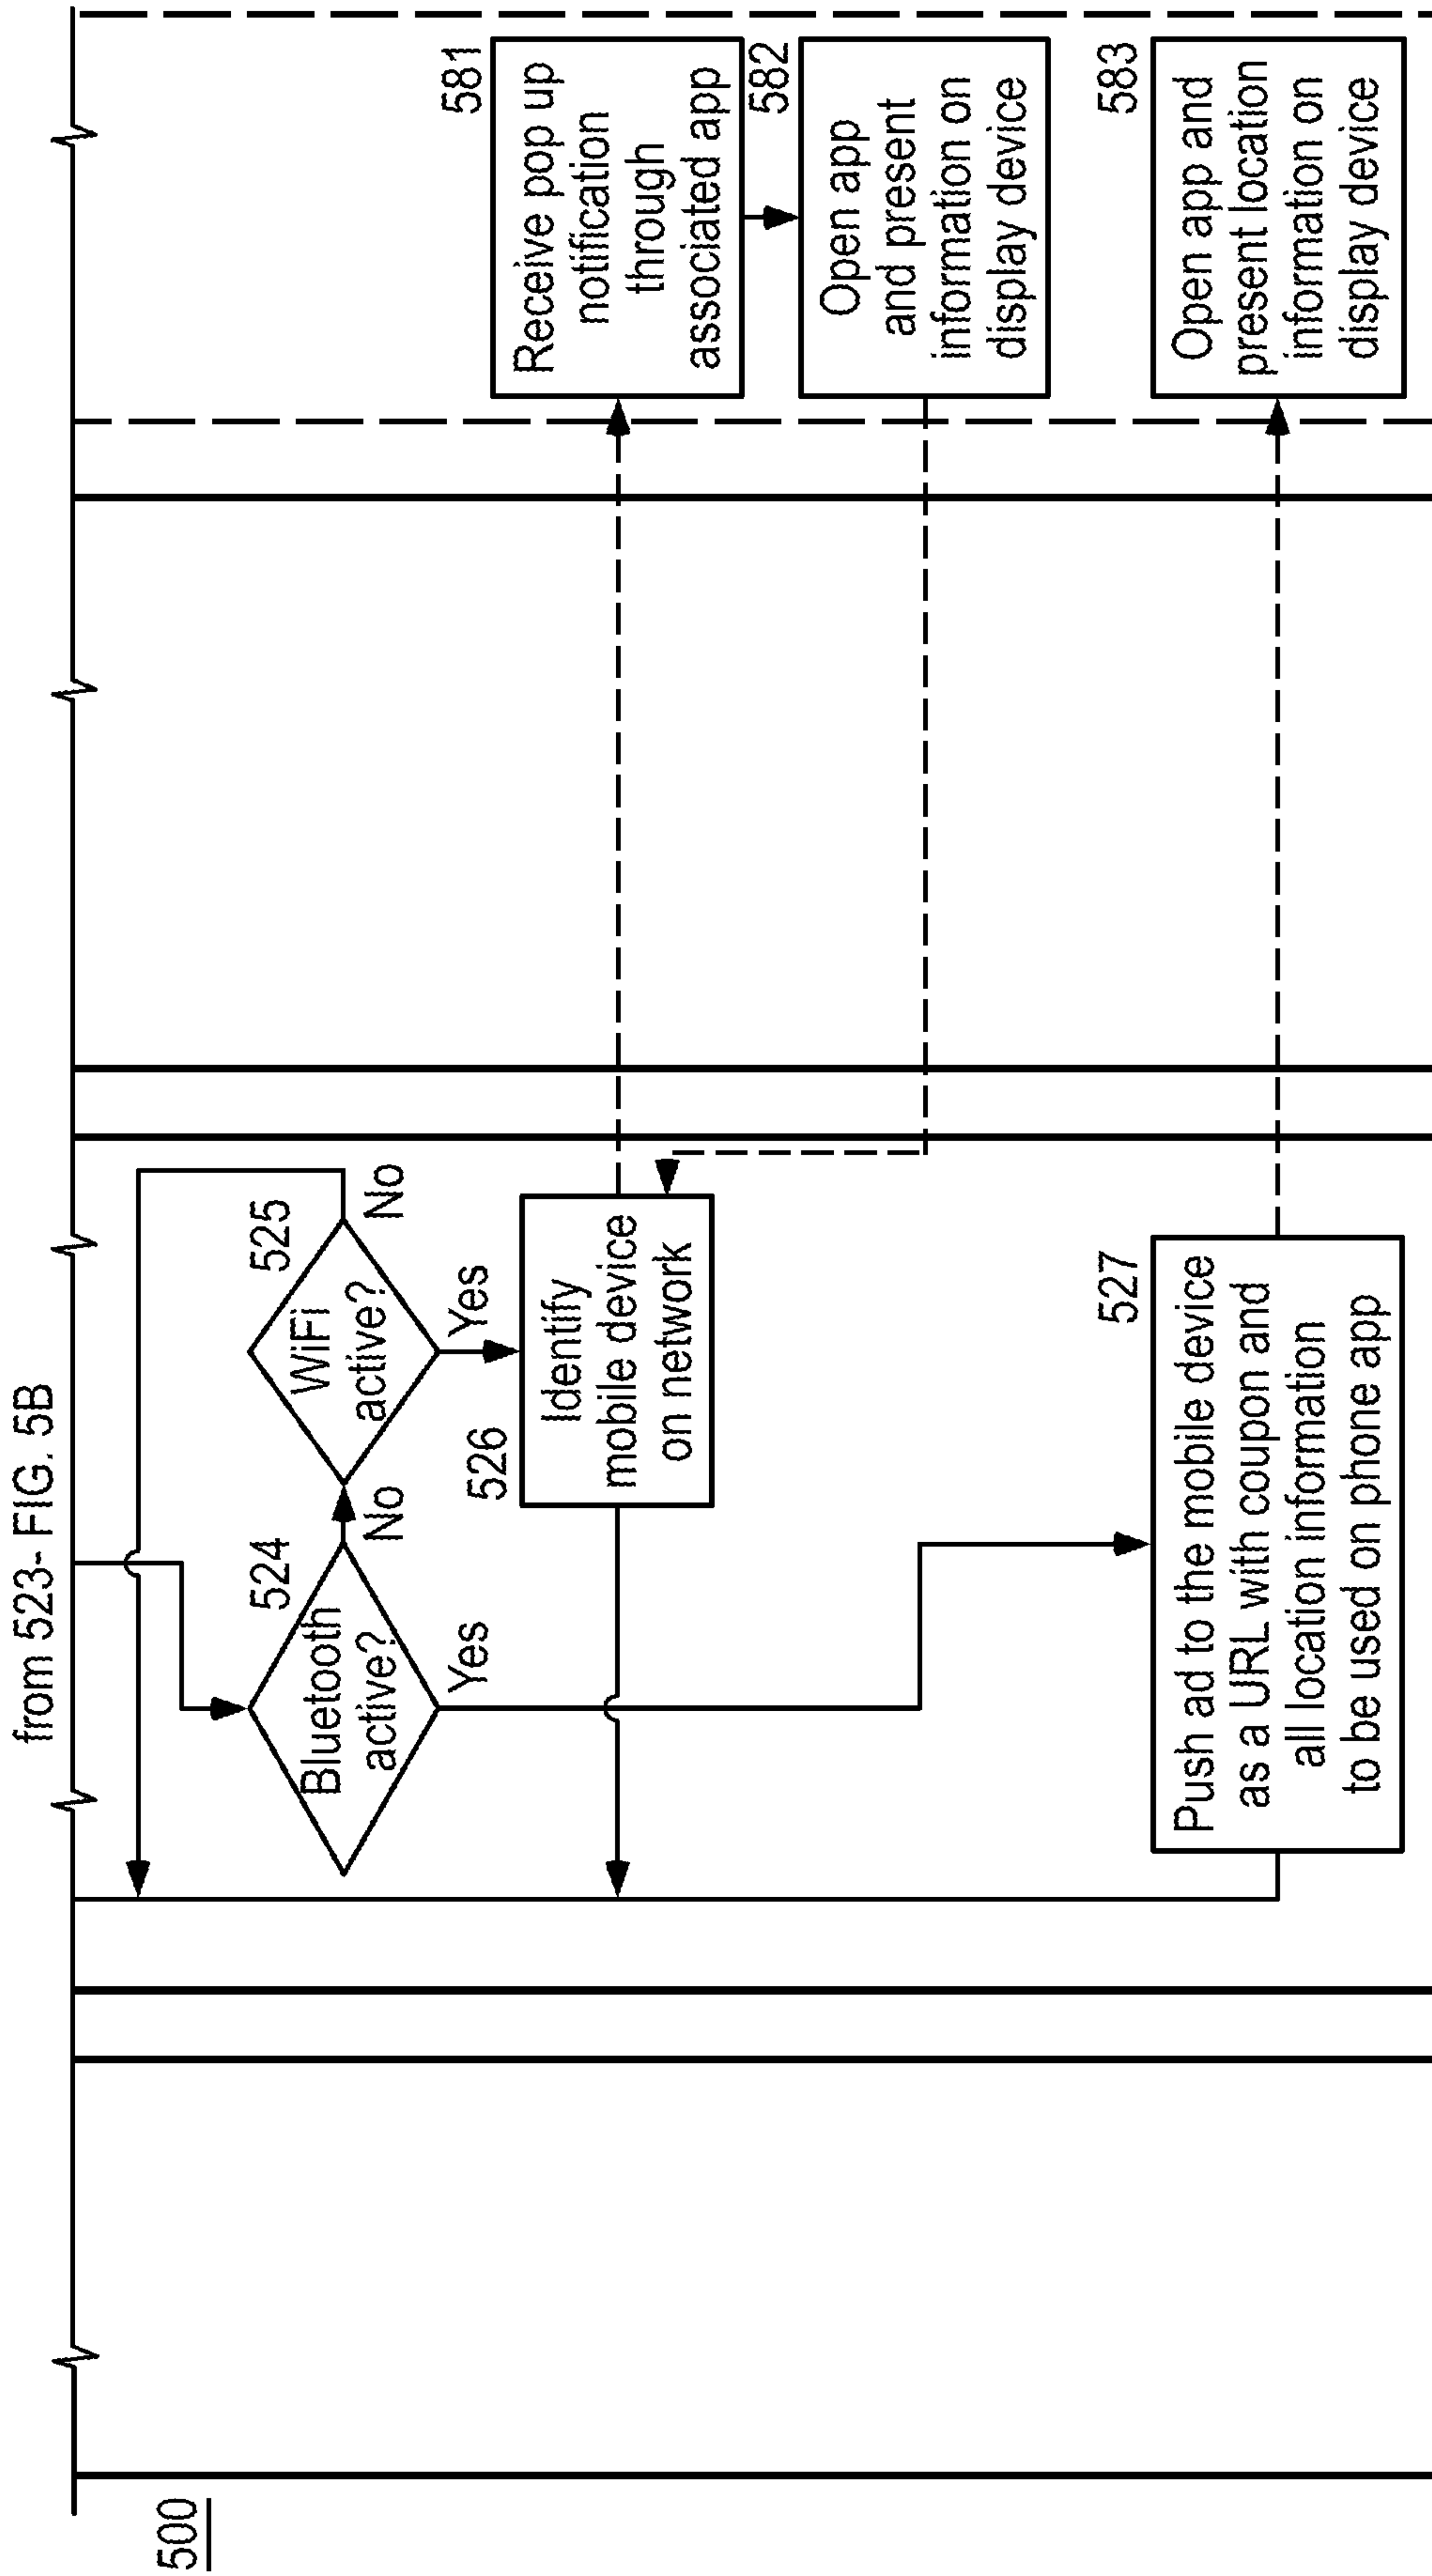 from 523- FIG. 5B
500
524
Bluetooth
active?
No
Yes
525
WiFi
active?
No
Yes
526
Identify
mobile device
on network
581
Receive pop up
notification
through
associated app
582
Open app
and present
information on
display device
527
Push ad to the mobile device
as a URL with coupon and
all location information
to be used on phone app
583
Open app and
present location
information on
display device